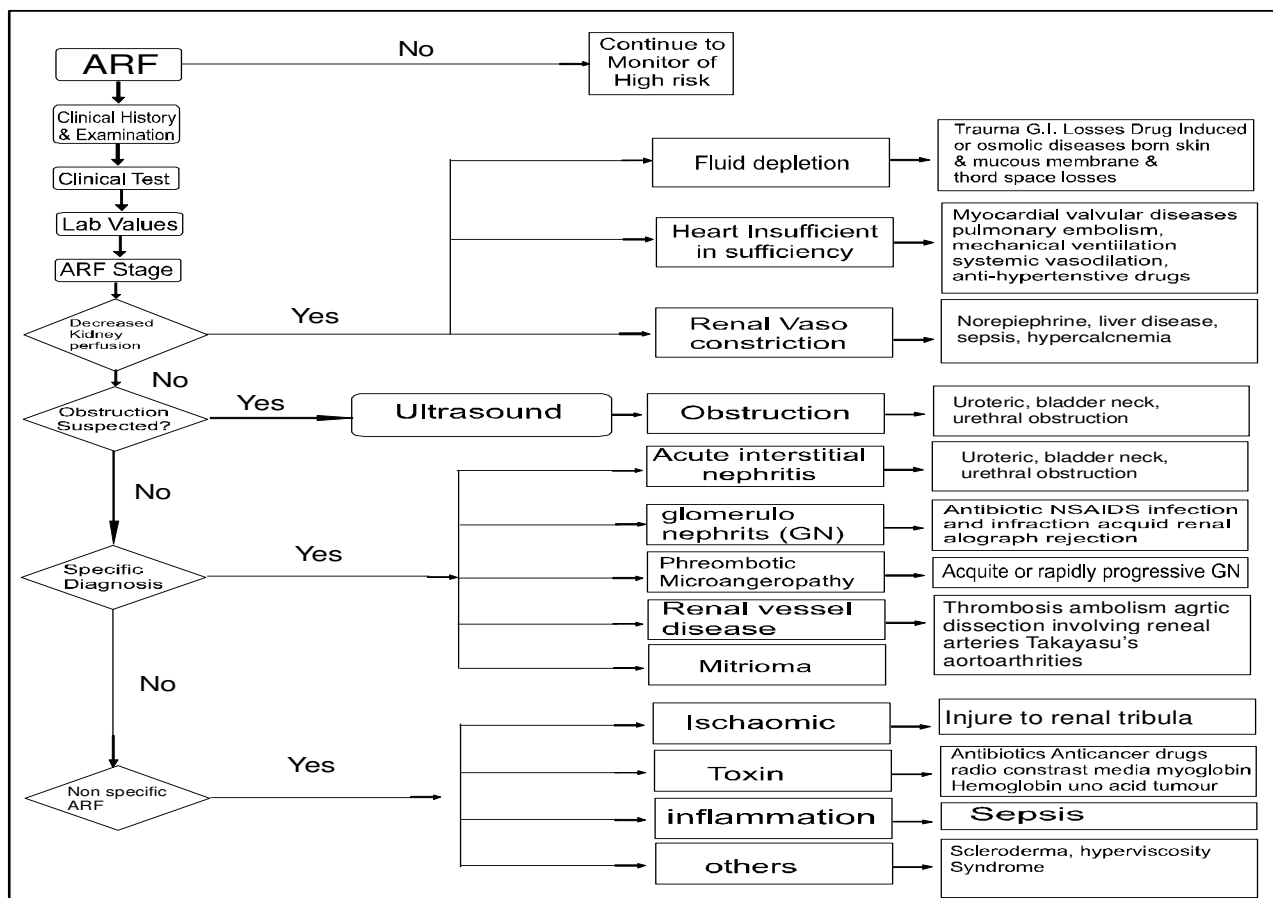 ARF
No
Continue to
Monitor of
High risk
Clinical History
& Examination
Clinical Test
Lab Values
ARF Stage
Decreased
Kidney
perfusion
Yes
Fluid depletion
Trauma G.I. Losses Drug Induced
or osmolic diseases born skin
& mucous membrane &
thord space losses
Heart Insufficient
in sufficiency
Myocardial valvular diseases
pulmonary embolism,
mechanical ventiilation
systemic vasodilation,
anti-hypertenstive drugs
Renal Vaso
constriction
Norepiephrine, liver disease,
sepsis, hypercalcnemia
No
Obstruction
Suspected?
Yes
Ultrasound
Obstruction
Uroteric, bladder neck,
urethral obstruction
No
Specific
Diagnosis
Yes
Acute interstitial
nephritis
Uroteric, bladder neck,
urethral obstruction
glomerulo
nephrits (GN)
Antibiotic NSAIDS infection
and infraction acquid renal
alograph rejection
Phreombotic
Microangeropathy
Acquite or rapidly progressive GN
Renal vessel
disease
Thrombosis ambolism agrtic
dissection involving reneal
arteries Takayasu's
aortoarthrities
Mitrioma
No
Non specific
ARF
Yes
Ischaomic
Injure to renal tribula
Toxin
Antibiotics Anticancer drugs
radio constrast media myoglobin
Hemoglobin uno acid tumour
inflammation
Sepsis
others
Scleroderma, hyperviscosity
Syndrome